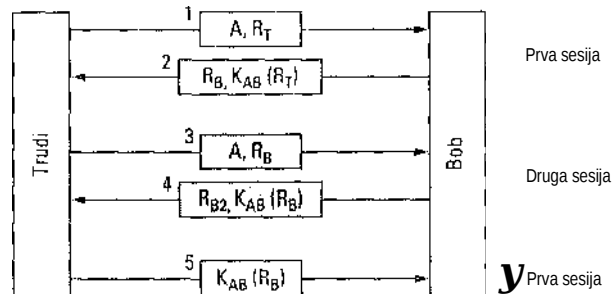 1
A, R_T
Prva sesija
2
R_B, K_AB (R_T)
Trudi
Bob
3
A, R_B
Druga sesija
4
R_B2, K_AB (R_B)
5
K_AB (R_B)
y Prva sesija